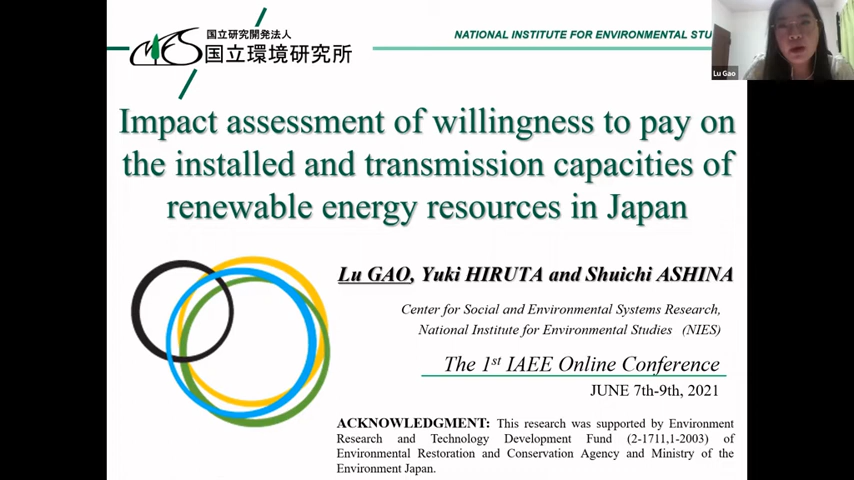 国立研究開発法人
国立環境研究所
NATIONAL INSTITUTE FOR ENVIRONMENTAL STU
Lu Gao
Impact assessment of willingness to pay on
the installed and transmission capacities of
renewable energy resources in Japan
Lu GAO, Yuki HIRUTA and Shuichi ASHINA
Center for Social and Environmental Systems Research,
National Institute for Environmental Studies (NIES)
The 1st IAEE Online Conference
JUNE 7th-9th, 2021
ACKNOWLEDGMENT: This research was supported by Environment
Research and Technology Development Fund (2-1711,1-2003) of
Environmental Restoration and Conservation Agency and Ministry of the
Environment Japan.